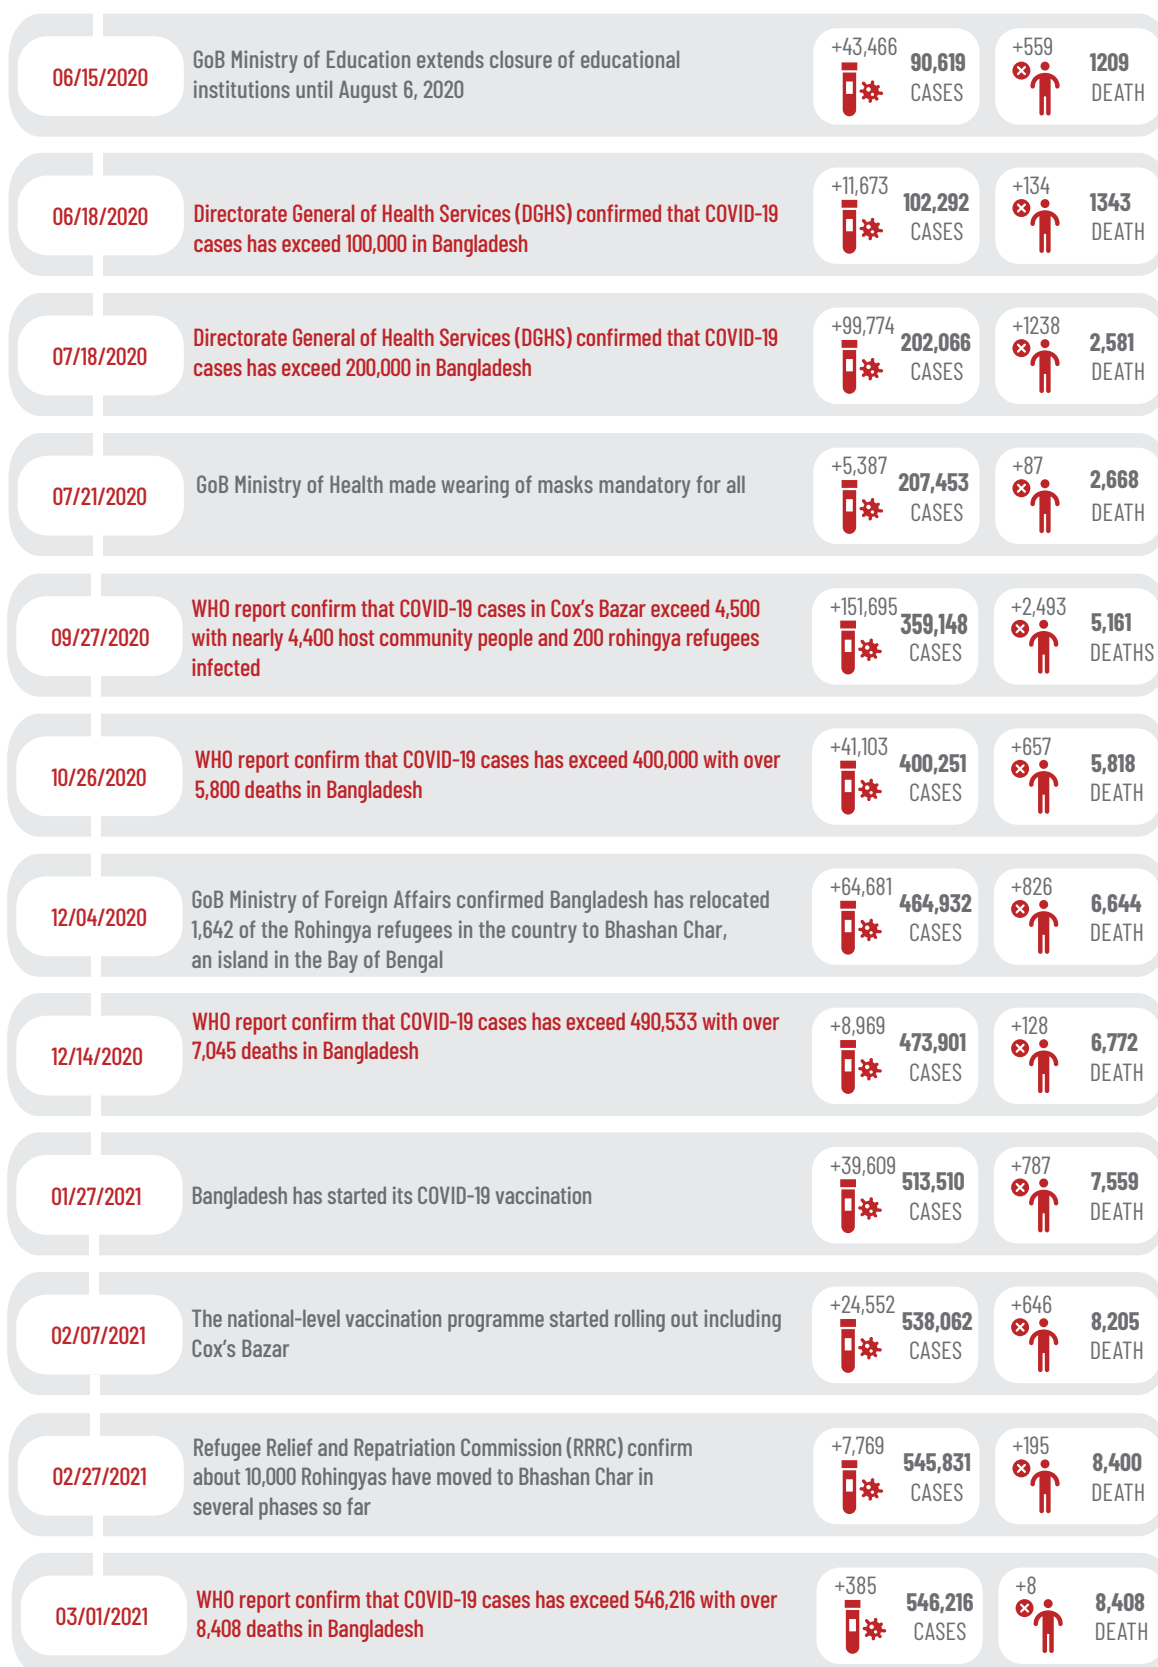 06/15/2020
GoB Ministry of Education extends closure of educational
institutions until August 6, 2020
+43,466
90,619
CASES
+559
1209
DEATH
06/18/2020
Directorate General of Health Services (DGHS) confirmed that COVID-19
cases has exceed 100,000 in Bangladesh
+11,673
102,292
CASES
+134
1343
DEATH
07/18/2020
Directorate General of Health Services (DGHS) confirmed that COVID-19
cases has exceed 200,000 in Bangladesh
+99,774
202,066
CASES
+1238
2,581
DEATH
07/21/2020
GoB Ministry of Health made wearing of masks mandatory for all
+5,387
207,453
CASES
+87
2,668
DEATH
09/27/2020
WHO report confirm that COVID-19 cases in Cox's Bazar exceed 4,500
with nearly 4,400 host community people and 200 rohingya refugees
infected
+151,695
359,148
CASES
+2,493
5,161
DEATHS
10/26/2020
WHO report confirm that COVID-19 cases has exceed 400,000 with over
5,800 deaths in Bangladesh
+41,103
400,251
CASES
+657
5,818
DEATH
12/04/2020
GoB Ministry of Foreign Affairs confirmed Bangladesh has relocated
1,642 of the Rohingya refugees in the country to Bhashan Char,
an island in the Bay of Bengal
+64,681
464,932
CASES
+826
6,644
DEATH
12/14/2020
WHO report confirm that COVID-19 cases has exceed 490,533 with over
7,045 deaths in Bangladesh
+8,969
473,901
CASES
+128
6,772
DEATH
01/27/2021
Bangladesh has started its COVID-19 vaccination
+39,609
513,510
CASES
+787
7,559
DEATH
02/07/2021
The national-level vaccination programme started rolling out including
Cox's Bazar
+24,552
538,062
CASES
+646
8,205
DEATH
02/27/2021
Refugee Relief and Repatriation Commission (RRRC) confirm
about 10,000 Rohingyas have moved to Bhashan Char in
several phases so far
+7,769
545,831
CASES
+195
8,400
DEATH
03/01/2021
WHO report confirm that COVID-19 cases has exceed 546,216 with over
8,408 deaths in Bangladesh
+385
546,216
CASES
+8
8,408
DEATH